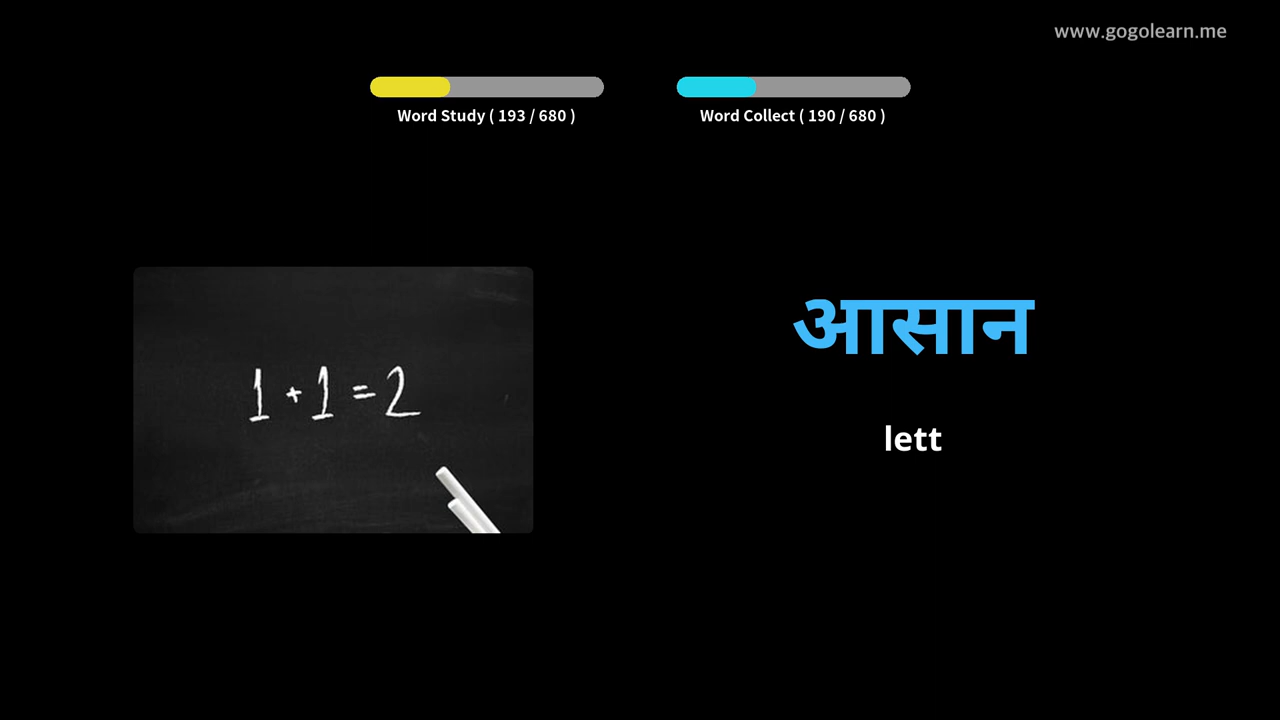 www.gogolearn.me
Word Study ( 193 / 680 )
Word Collect ( 190 / 680 )
1 + 1 = 2
आसान
lett